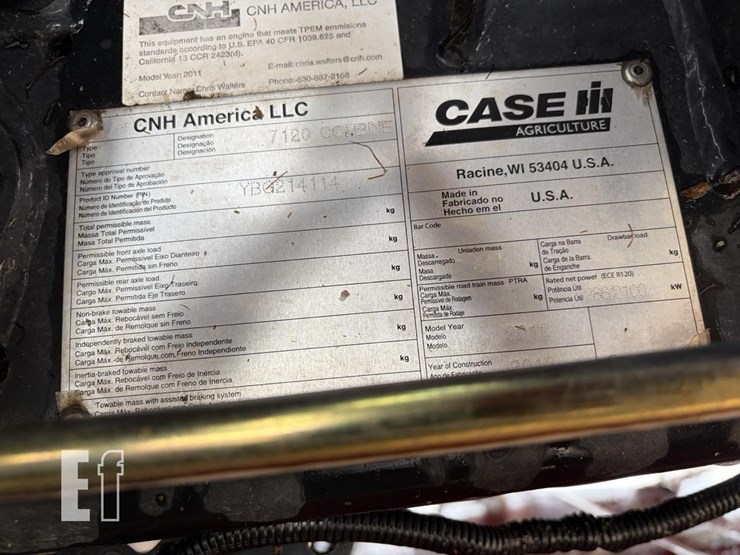 CNH CNH AMERICA, LLC
This equipment has an engine that meets TPEM emmisions
standards according to U.S. EPA 40 CFR 1039.625 and
California 13 CCR 2423(d).
Model Year: 2011
E-mail: chris.walters@cnh.com
Contact Name: Chris Walters
Phone: 630-887-2168
CNH America LLC
Type
Tipo
Tipo
Designation
Designação
Designación
7120 COMBINE
Type approval number
Número do Tipo de Aprovação
Número del Tipo de Aprobación
Product ID Number (PIN)
Número de Identificação do Produto
Número de Identificación del Producto
YBG214114
Total permissible mass
Massa Total Permissível
Masa Total Permitida
kg
Permissible front axle load
Carga Máx. Permissível Eixo Dianteiro
Carga Máx. Permitida sin Freno
kg
Permissible rear axle load
Carga Máx. Permissível Eixo Traseiro
Carga Máx. Permitida Eje Trasero
kg
Non-brake towable mass
Carga Máx. Rebocável sem Freio
Carga Máx. de Remolque sin Freno
kg
Independently braked towable mass
Carga Máx. Rebocável com Freio Independente
Carga Máx. de Remolque com Freno Independiente
kg
Inertia-braked towable mass
Carga Máx. Rebocável com Freio de Inércia
Carga Máx. de Remolque con Freno de Inercia
Towable mass with assisted braking system
Carga Máx.
CASE IH
AGRICULTURE
Racine, WI 53404 U.S.A.
Made in
Fabricado no
Hecho em el
U.S.A.
Bar Code
Unladen mass
Massa
Descarregado
Masa
Descargado
kg
Drawbar load
Carga na Barra
de Tração
Carga de la Barra
de Enganche
kg
Permissible road train mass PTRA
Carga Máx.
Permissível de Rodagem
Carga Máx.
Permitida de Rodaje
kg
Rated net power (ECE R120)
Potência Útil
Potencia Útil
kW
Model Year
Modelo
Modelo
Year of Construction
Ano de Fabricação
Ef